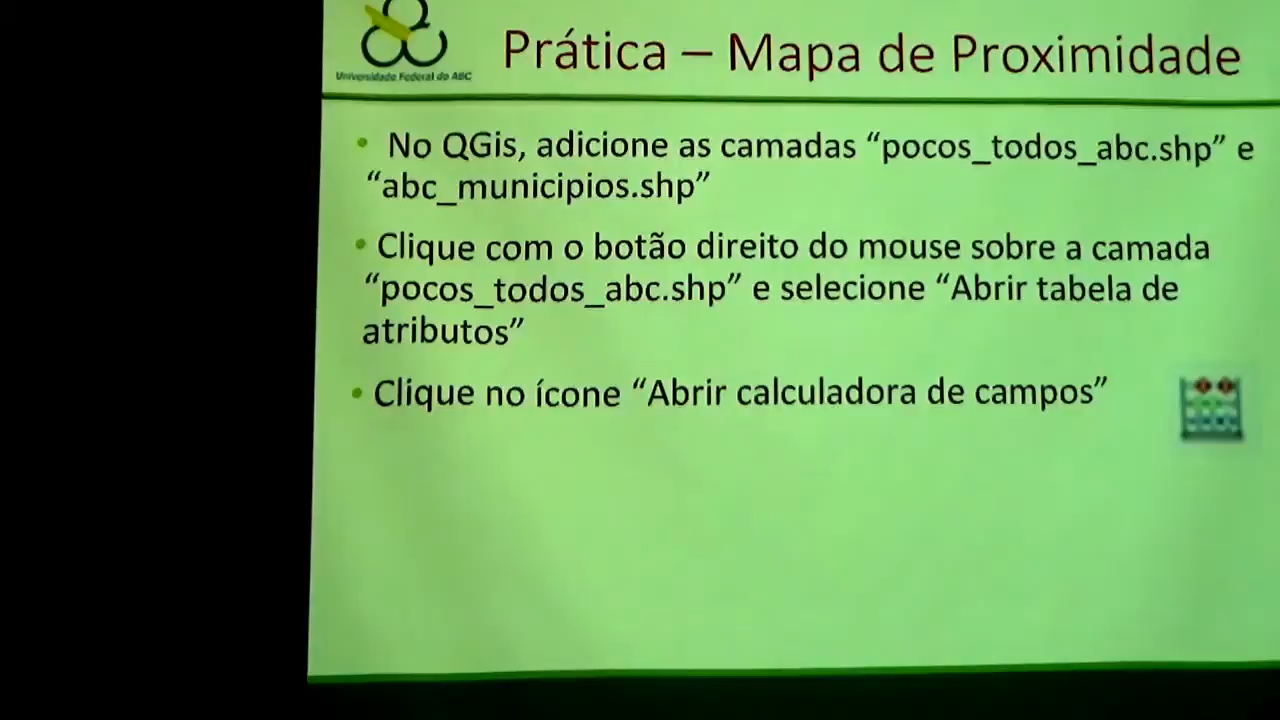 Universidade Federal do ABC
Prática – Mapa de Proximidade
• No QGis, adicione as camadas “pocos_todos_abc.shp” e
“abc_municipios.shp”
• Clique com o botão direito do mouse sobre a camada
“pocos_todos_abc.shp” e selecione “Abrir tabela de
atributos”
• Clique no ícone “Abrir calculadora de campos”